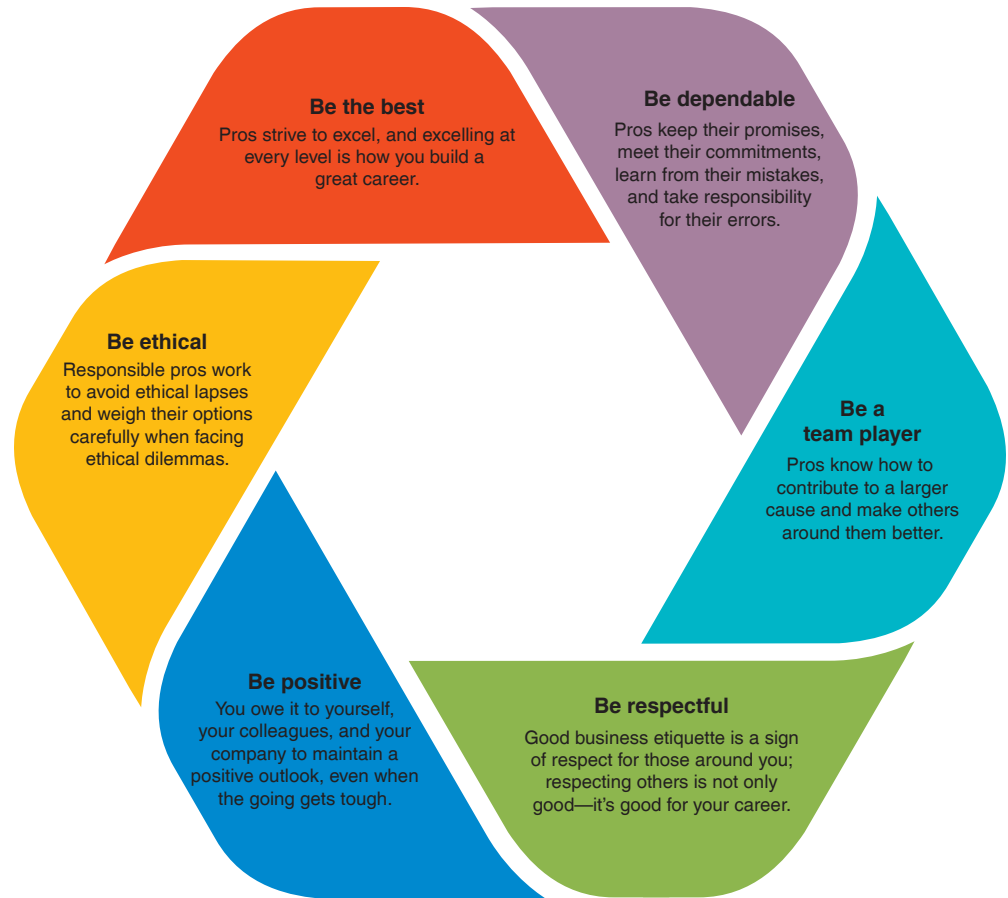 Be the best
Pros strive to excel, and excelling at
every level is how you build a
great career.
Be dependable
Pros keep their promises,
meet their commitments,
learn from their mistakes,
and take responsibility
for their errors.
Be a
team player
Pros know how to
contribute to a larger
cause and make others
around them better.
Be respectful
Good business etiquette is a sign
of respect for those around you;
respecting others is not only
good—it's good for your career.
Be positive
You owe it to yourself,
your colleagues, and your
company to maintain a
positive outlook, even when
the going gets tough.
Be ethical
Responsible pros work
to avoid ethical lapses
and weigh their options
carefully when facing
ethical dilemmas.